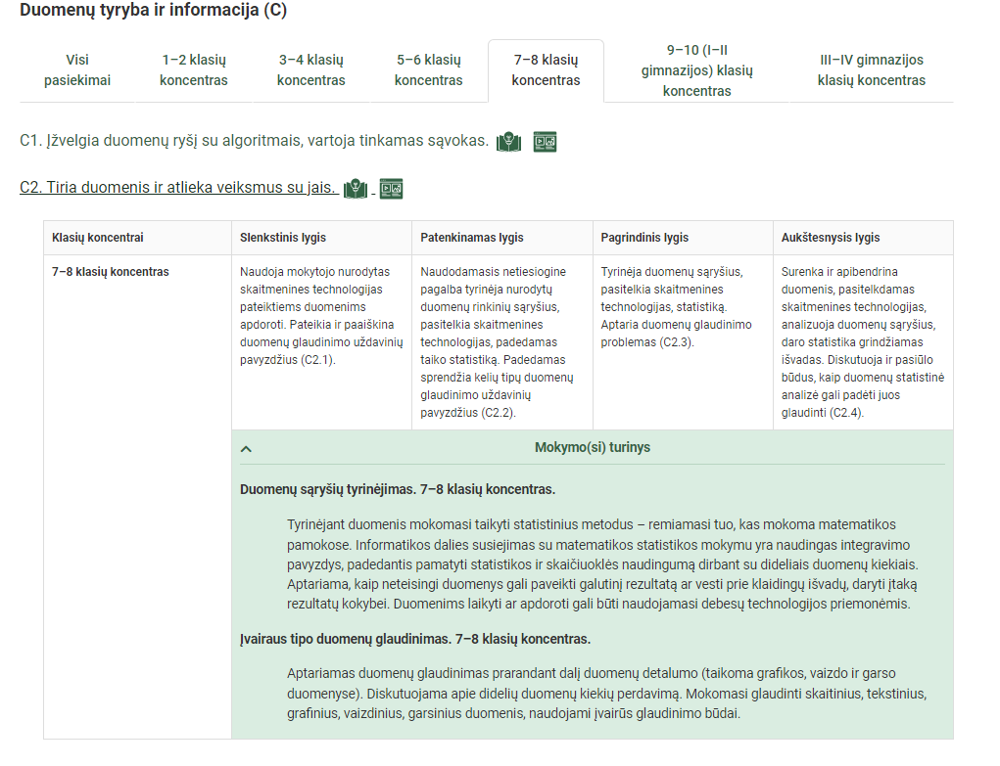 Duomenų tyryba ir informacija (C)
Visi pasiekimai
1–2 klasių koncentras
3–4 klasių koncentras
5–6 klasių koncentras
7–8 klasių koncentras
9–10 (I–II gimnazijos) klasių koncentras
III–IV gimnazijos klasių koncentras
C1. Įžvelgia duomenų ryšį su algoritmais, vartoja tinkamas sąvokas.
C2. Tiria duomenis ir atlieka veiksmus su jais.
Klasių koncentrai
Slenkstinis lygis
Patenkinamas lygis
Pagrindinis lygis
Aukštesnysis lygis
7–8 klasių koncentras
Naudoja mokytojo nurodytas
skaitmenines technologijas
pateiktiems duomenims
apdoroti. Pateikia ir paaiškina
duomenų glaudinimo uždavinių
pavyzdžius (C2.1).
Naudodamasis netiesiogine
pagalba tyrinėja nurodytų
duomenų rinkinių sąryšius,
pasitelkia skaitmenines
technologijas, padedamas
taiko statistiką. Padedamas
sprendžia kelių tipų duomenų
glaudinimo uždavinių
pavyzdžius (C2.2).
Tyrinėja duomenų sąryšius,
pasitelkia skaitmenines
technologijas, statistiką.
Aptaria duomenų glaudinimo
problemas (C2.3).
Surenka ir apibendrina
duomenis, pasitelkdamas
skaitmenines technologijas,
analizuoja duomenų sąryšius,
daro statistika grindžiamas
išvadas. Diskutuoja ir pasiūlo
būdus, kaip duomenų statistinė
analizė gali padėti juos
glaudinti (C2.4).
Mokymo(si) turinys
Duomenų sąryšių tyrinėjimas. 7–8 klasių koncentras.
Tyrinėjant duomenis mokomasi taikyti statistinius metodus – remiamasi tuo, kas mokoma matematikos
pamokose. Informatikos dalies susiejimas su matematikos statistikos mokymu yra naudingas integravimo
pavyzdys, padedantis pamatyti statistikos ir skaičiuoklės naudingumą dirbant su dideliais duomenų kiekiais.
Aptariama, kaip neteisingi duomenys gali paveikti galutinį rezultatą ar vesti prie klaidingų išvadų, daryti įtaką
rezultatų kokybei. Duomenims laikyti ar apdoroti gali būti naudojamasi debesų technologijos priemonėmis.
Įvairaus tipo duomenų glaudinimas. 7–8 klasių koncentras.
Aptariamas duomenų glaudinimas prarandant dalį duomenų detalumo (taikoma grafikos, vaizdo ir garso
duomenyse). Diskutuojama apie didelių duomenų kiekių perdavimą. Mokomasi glaudinti skaitinius, tekstinius,
grafinius, vaizdinius, garsinius duomenis, naudojami įvairūs glaudinimo būdai.